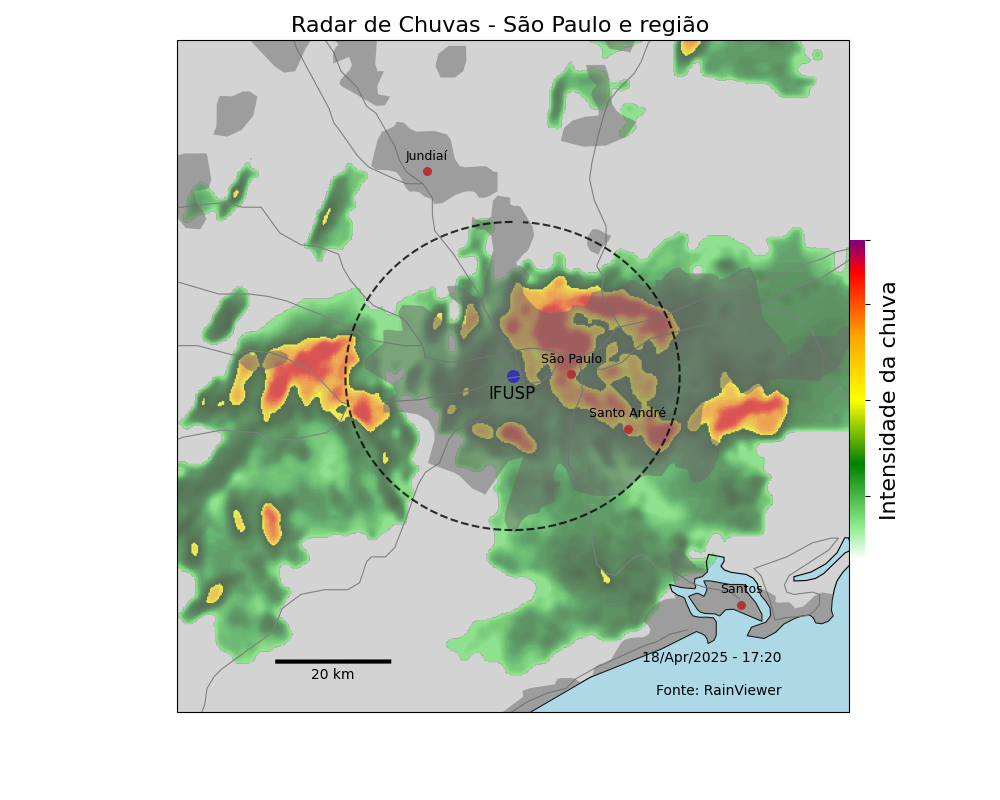 Radar de Chuvas - São Paulo e região
Jundiaí
São Paulo
IFUSP
Santo André
Santos
20 km
18/Apr/2025 - 17:20
Fonte: RainViewer
Intensidade da chuva